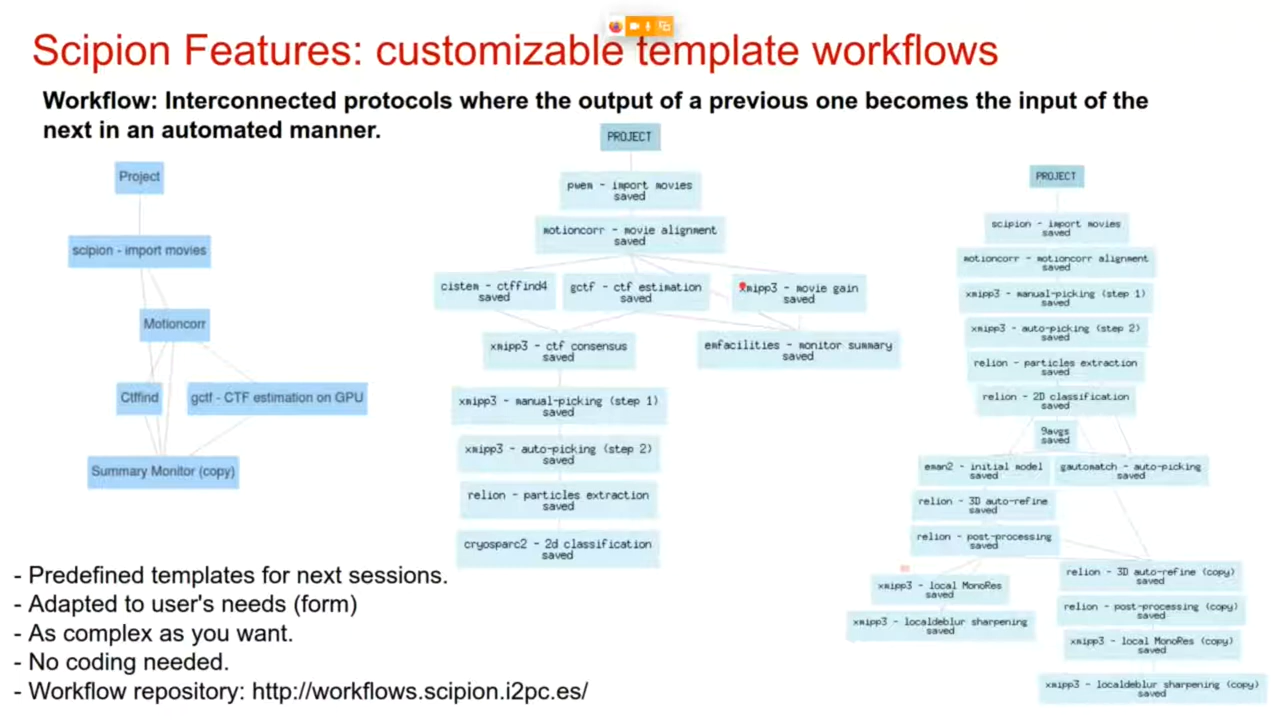 Scipion Features: customizable template workflows
Workflow: Interconnected protocols where the output of a previous one becomes the input of the
next in an automated manner.
Project
scipion - import movies
Motioncorr
Ctffind
gctf - CTF estimation on GPU
Summary Monitor (copy)
PROJECT
pwem - import movies
saved
motioncorr - movie alignment
saved
cistem - ctffind4
saved
gctf - ctf estimation
saved
xmipp3 - movie gain
saved
xmipp3 - ctf consensus
saved
emfacilities - monitor summary
saved
xmipp3 - manual-picking (step 1)
saved
xmipp3 - auto-picking (step 2)
saved
relion - particles extraction
saved
cryosparc2 - 2d classification
saved
PROJECT
scipion - import movies
saved
motioncorr - motioncorr alignment
saved
xmipp3 - manual-picking (step 1)
saved
xmipp3 - auto-picking (step 2)
saved
relion - particles extraction
saved
relion - 2D classification
saved
9avgs
saved
eman2 - initial model
saved
gautomatch - auto-picking
saved
relion - 3D auto-refine
saved
relion - post-processing
saved
xmipp3 - local MonoRes
saved
xmipp3 - localdeblur sharpening
saved
relion - 3D auto-refine (copy)
saved
relion - post-processing (copy)
saved
xmipp3 - local MonoRes (copy)
saved
xmipp3 - localdeblur sharpening (copy)
saved
- Predefined templates for next sessions.
- Adapted to user's needs (form)
- As complex as you want.
- No coding needed.
- Workflow repository: http://workflows.scipion.i2pc.es/